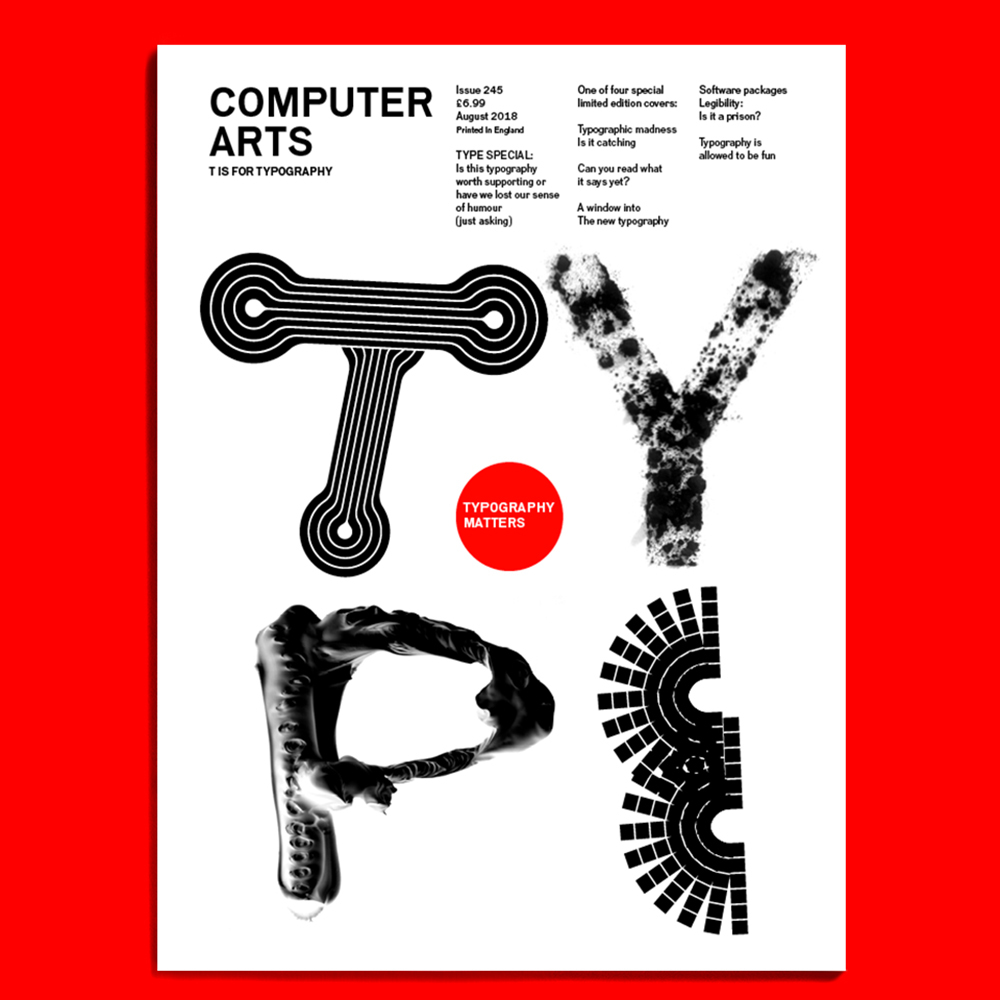 COMPUTER
ARTS
T IS FOR TYPOGRAPHY
Issue 245
£6.99
August 2018
Printed In England
TYPE SPECIAL:
Is this typography
worth supporting or
have we lost our sense
of humour
(just asking)
One of four special
limited edition covers:
Typographic madness
Is it catching
Can you read what
it says yet?
A window into
The new typography
Software packages
Legibility:
Is it a prison?
Typography is
allowed to be fun
TY
TYPOGRAPHY
MATTERS
PE